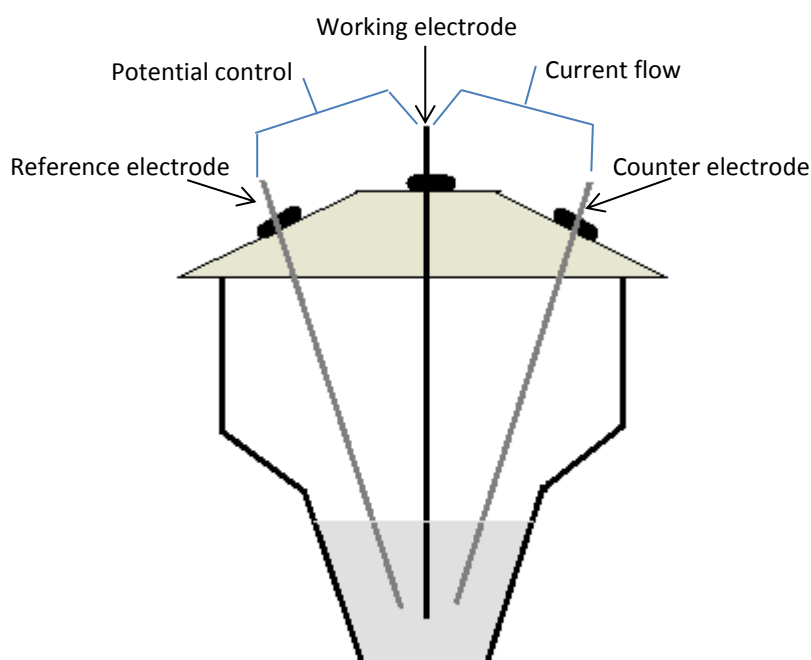 Working electrode
Potential control
Current flow
Reference electrode
Counter electrode